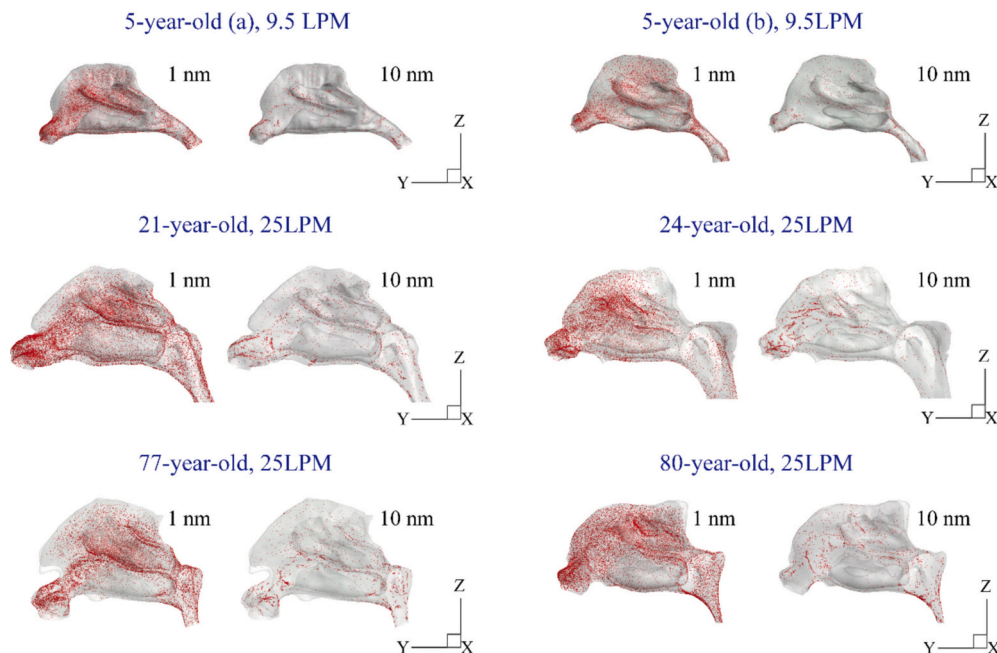 5-year-old (a), 9.5 LPM
5-year-old (b), 9.5LPM
1 nm
10 nm
1 nm
10 nm
Z
Y
X
Z
Y
X
21-year-old, 25LPM
24-year-old, 25LPM
1 nm
10 nm
1 nm
10 nm
Z
Y
X
Z
Y
X
77-year-old, 25LPM
80-year-old, 25LPM
1 nm
10 nm
1 nm
10 nm
Z
Y
X
Z
Y
X